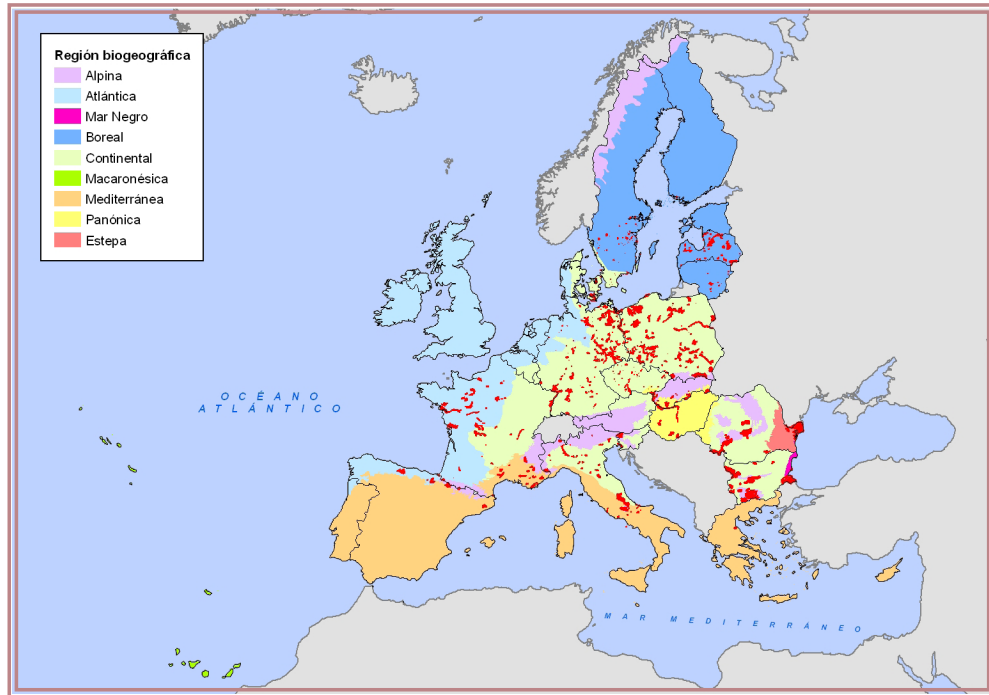 Región biogeográfica
Alpina
Atlántica
Mar Negro
Boreal
Continental
Macaronésica
Mediterránea
Panónica
Estepa
OCÉANO
ATLÁNTICO
MAR MEDITERRÁNEO